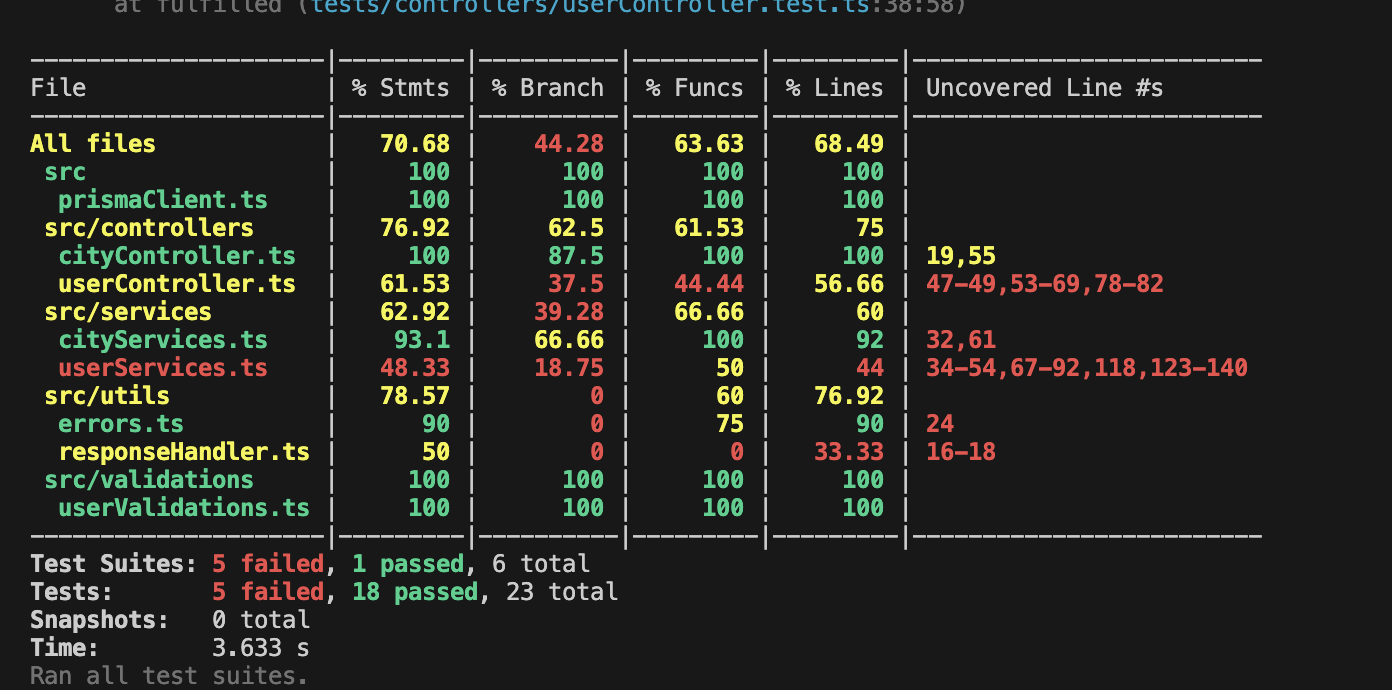 at fulfilled (tests/controllers/userController.test.ts:38:58)
---------------------|---------|----------|---------|---------|-------------------------
File                 | % Stmts | % Branch | % Funcs | % Lines | Uncovered Line #s
---------------------|---------|----------|---------|---------|-------------------------
All files            |   70.68 |    44.28 |   63.63 |   68.49 |
 src                 |     100 |      100 |     100 |     100 |
  prismaClient.ts    |     100 |      100 |     100 |     100 |
 src/controllers     |   76.92 |     62.5 |   61.53 |      75 |
  cityController.ts  |     100 |     87.5 |     100 |     100 | 19,55
  userController.ts  |   61.53 |     37.5 |   44.44 |   56.66 | 47-49,53-69,78-82
 src/services        |   62.92 |    39.28 |   66.66 |      60 |
  cityServices.ts    |    93.1 |    66.66 |     100 |      92 | 32,61
  userServices.ts    |   48.33 |    18.75 |      50 |      44 | 34-54,67-92,118,123-140
 src/utils           |   78.57 |        0 |      60 |   76.92 |
  errors.ts          |      90 |        0 |      75 |      90 | 24
  responseHandler.ts |      50 |        0 |       0 |   33.33 | 16-18
 src/validations     |     100 |      100 |     100 |     100 |
  userValidations.ts |     100 |      100 |     100 |     100 |
---------------------|---------|----------|---------|---------|-------------------------
Test Suites: 5 failed, 1 passed, 6 total
Tests:       5 failed, 18 passed, 23 total
Snapshots:   0 total
Time:        3.633 s
Ran all test suites.